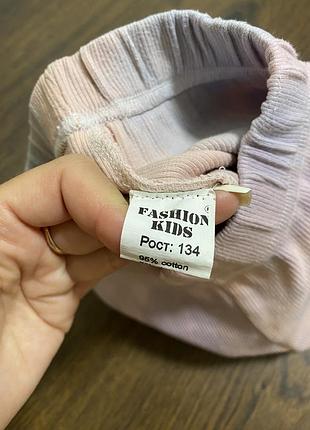 FASHION
KIDS
Рост: 134
95% cotton